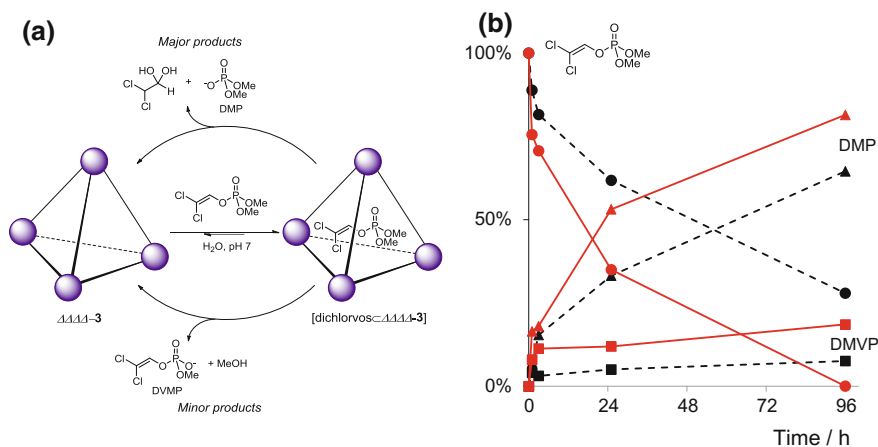 (a)
Major products
HO OH
H
Cl
Cl
+
O
-O P OMe
OMe
DMP
Cl
Cl
O
O
P
OMe
OMe
H₂O, pH 7
Cl
Cl
O
O
P
OMe
OMe
ΔΔΔΔ–3
[dichlorvos⊂ΔΔΔΔ-3]
Cl
Cl
O
O
P
O-
OMe
+ MeOH
DVMP
Minor products
(b)
Cl
Cl
O
O
P
OMe
OMe
100%
50%
0%
DMP
DMVP
0 24 48 72 96
Time / h